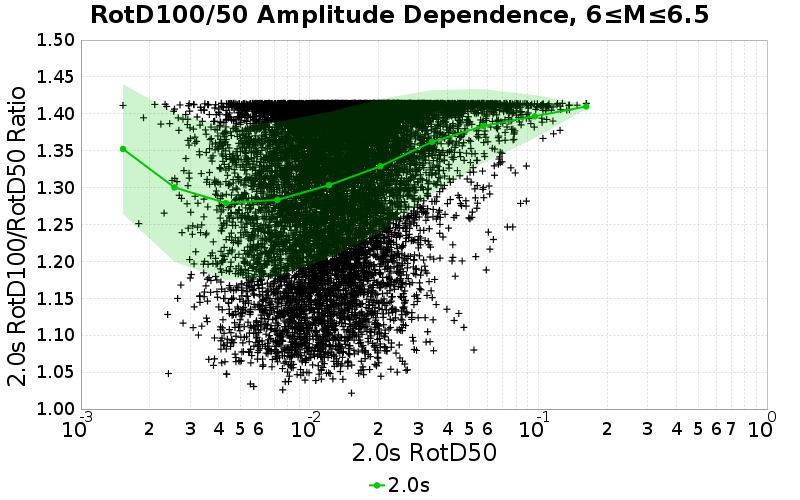 RotD100/50 Amplitude Dependence, 6≤M≤6.5
2.0s RotD100/RotD50 Ratio
1.50
1.45
1.40
1.35
1.30
1.25
1.20
1.15
1.10
1.05
1.00
10^-3 2 3 4 5 6 10^-2 2 3 4 5 6 10^-1 2 3 4 5 6 7 10^0
2.0s RotD50
2.0s